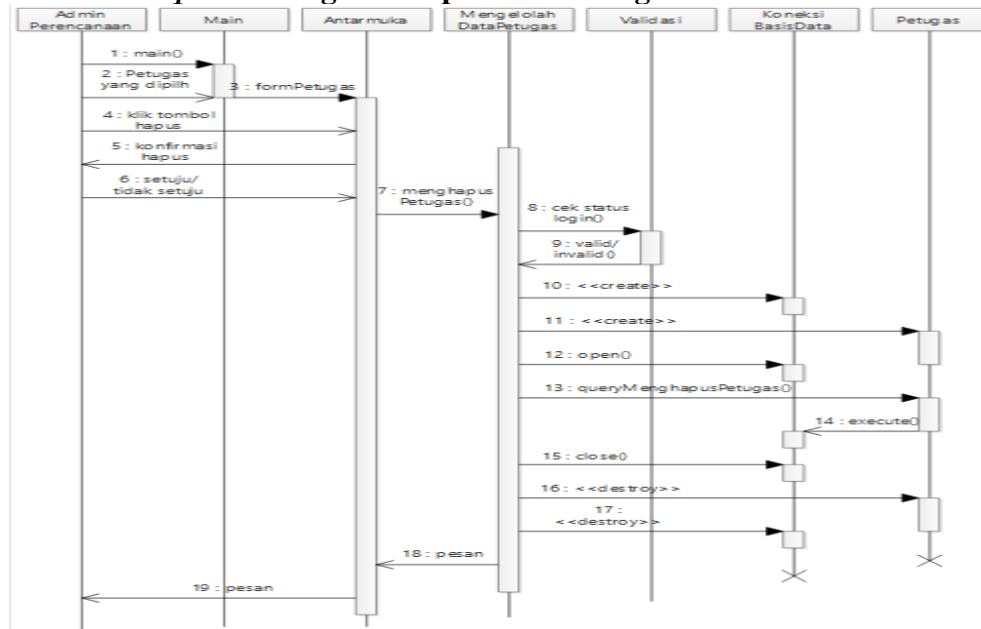 Admin
Perencanaan
Main
Antarmuka
Mengelolah
DataPetugas
Validasi
Koneksi
BasisData
Petugas
1 : main()
2 : Petugas
yang dipilh
3 : formPetugas
4 : klik tombol
hapus
5 : konfirmasi
hapus
6 : setuju/
tidak setuju
7 : menghapus
Petugas()
8 : cek status
login()
9 : valid/
invalid()
10 : <<create>>
11 : <<create>>
12 : open()
13 : queryMenghapusPetugas()
14 : execute()
15 : close()
16 : <<destroy>>
17 :
<<destroy>>
18 : pesan
19 : pesan